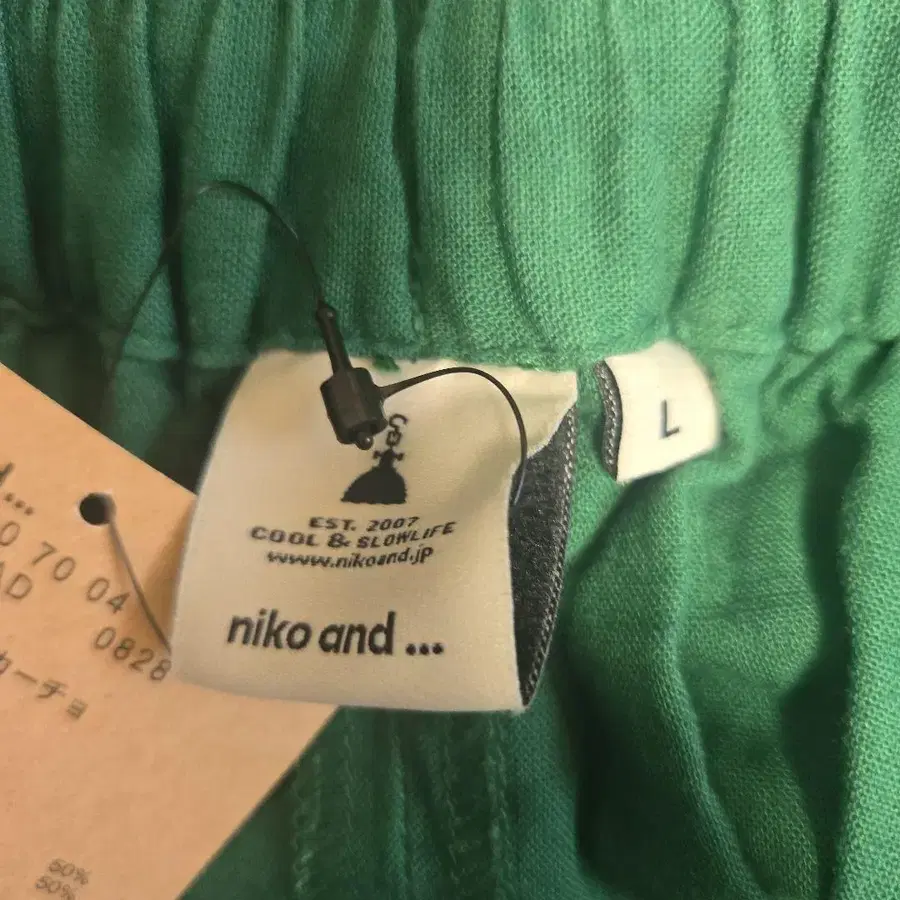 EST. 2007
COOL & SLOWLIFE
www.nikoand.jp
niko and ...
L
d...
0 70 04
AD
0828
カーチョ
50%
50%